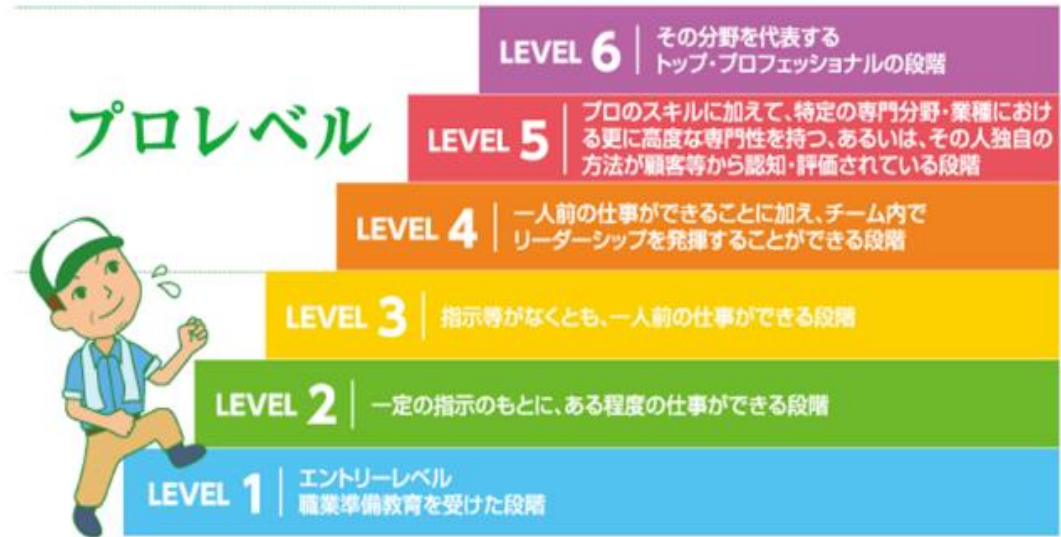 LEVEL 6
その分野を代表する
トップ・プロフェッショナルの段階
プロレベル
LEVEL 5
プロのスキルに加えて、特定の専門分野・業種におけ
る更に高度な専門性を持つ、あるいは、その人独自の
方法が顧客等から認知・評価されている段階
LEVEL 4
一人前の仕事ができることに加え、チーム内で
リーダーシップを発揮することができる段階
LEVEL 3
指示等がなくとも、一人前の仕事ができる段階
LEVEL 2
一定の指示のもとに、ある程度の仕事ができる段階
LEVEL 1
エントリーレベル
職業準備教育を受けた段階